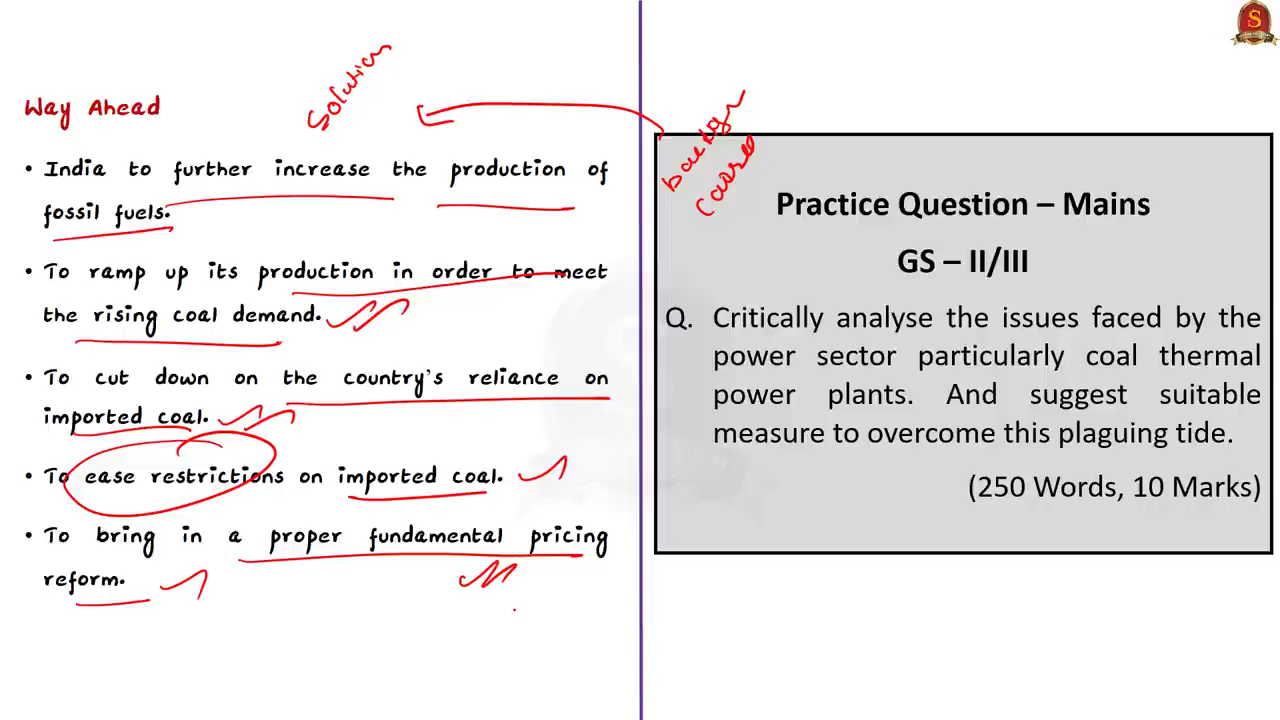 Solution
Way Ahead
• India to further increase the production of
fossil fuels.
• To ramp up its production in order to meet
the rising coal demand.
• To cut down on the country's reliance on
imported coal.
• To ease restrictions on imported coal.
• To bring in a proper fundamental pricing
reform.
Practice Question – Mains
GS – II/III
Q. Critically analyse the issues faced by the
power sector particularly coal thermal
power plants. And suggest suitable
measure to overcome this plaguing tide.
(250 Words, 10 Marks)